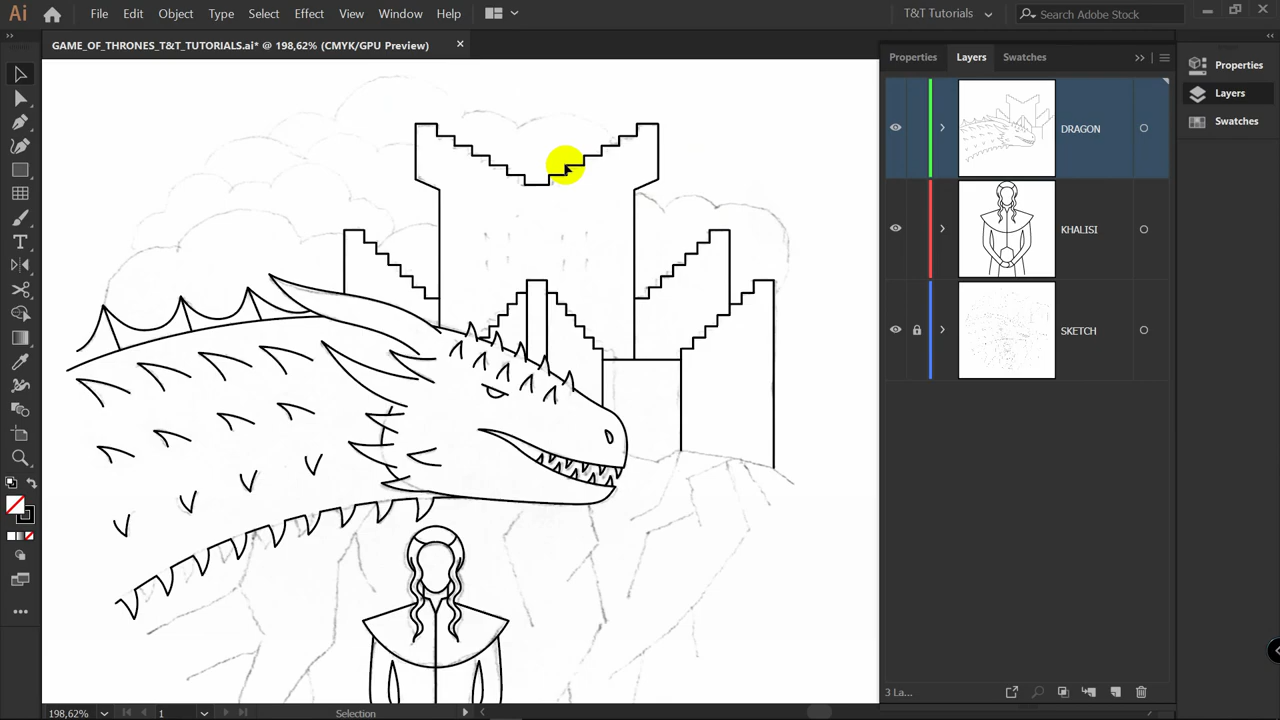 Ai File Edit Object Type Select Effect View Window Help T&T Tutorials Search Adobe Stock
GAME_OF_THRONES_T&T_TUTORIALS.ai* @ 198,62% (CMYK/GPU Preview)
Properties Layers Swatches
Properties
Layers
Swatches
DRAGON
KHALISI
SKETCH
3 La...
198,62% 1 Selection